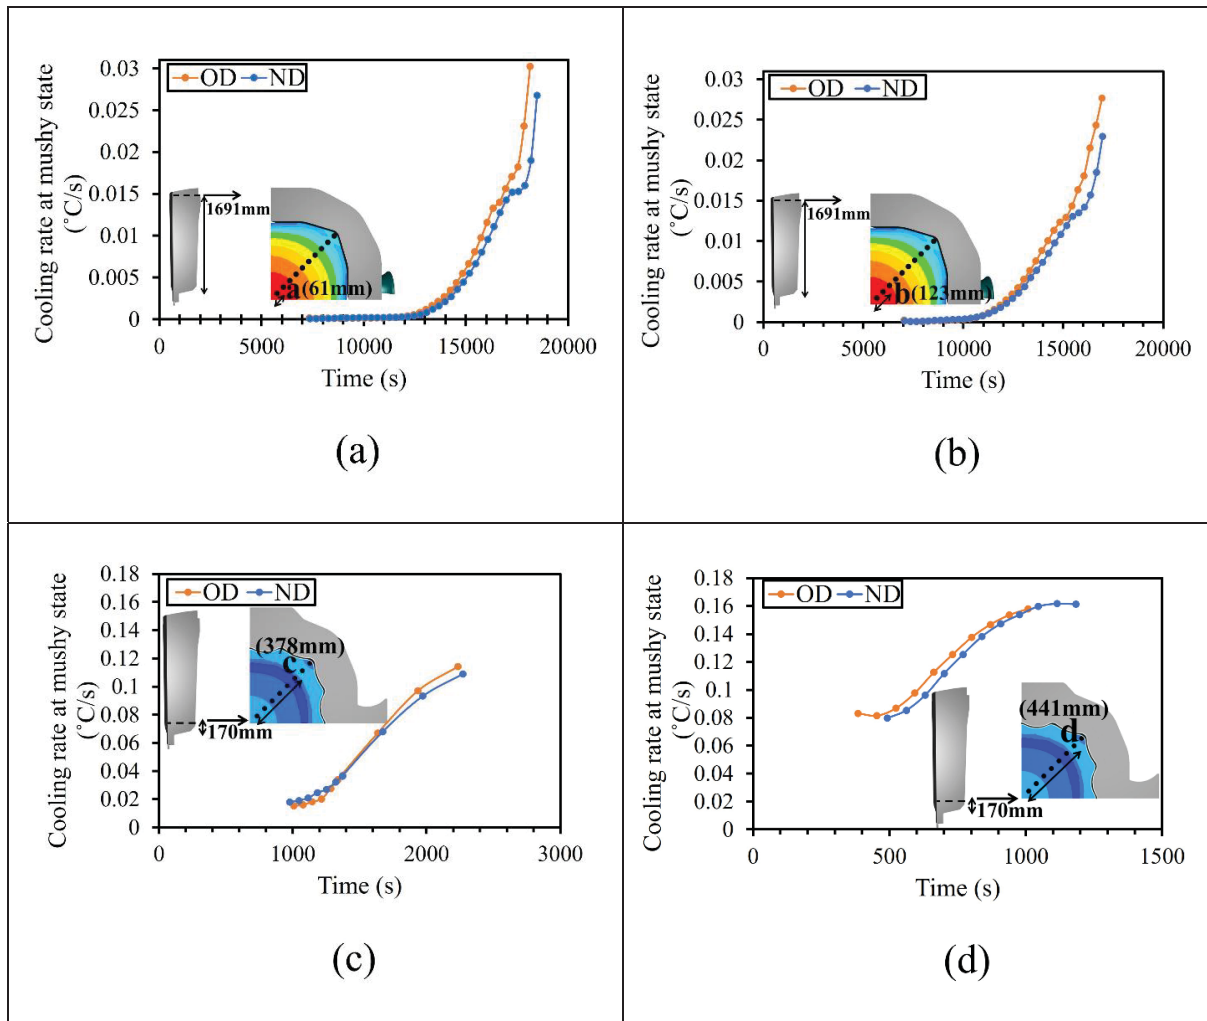 OD ND
0.03
0.025
0.02
0.015
0.01
0.005
0
Cooling rate at mushy state
(˚C/s)
1691mm
a(61mm)
0 5000 10000 15000 20000
Time (s)
(a)
OD ND
0.03
0.025
0.02
0.015
0.01
0.005
0
Cooling rate at mushy state
(˚C/s)
1691mm
b(123mm)
0 5000 10000 15000 20000
Time (s)
(b)
0.18
0.16
0.14
0.12
0.1
0.08
0.06
0.04
0.02
0
Cooling rate at mushy state
(˚C/s)
OD ND
(378mm)
c
170mm
0 1000 2000 3000
Time (s)
(c)
0.18
0.16
0.14
0.12
0.1
0.08
0.06
0.04
0.02
0
Cooling rate at mushy state
(˚C/s)
OD ND
(441mm)
d
170mm
0 500 1000 1500
Time (s)
(d)